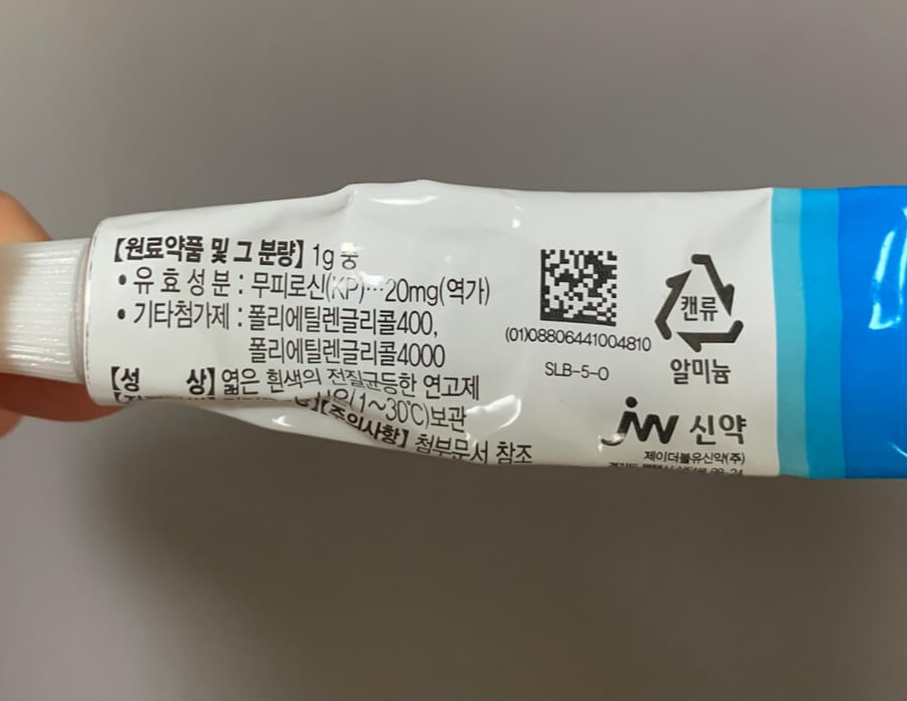 【원료약품 및 그 분량】 1g 중
• 유효성분 : 무피로신(KP)…20mg(역가)
• 기타첨가제 : 폴리에틸렌글리콜400,
폴리에틸렌글리콜4000
【성 상】 엷은 흰색의 전질균등한 연고제
(1~30℃)보관
【주의사항】 첨부문서 참조
(01)08806441004810
SLB-5-O
캔류
알미늄
jw 신약
제이더블유신약(주)